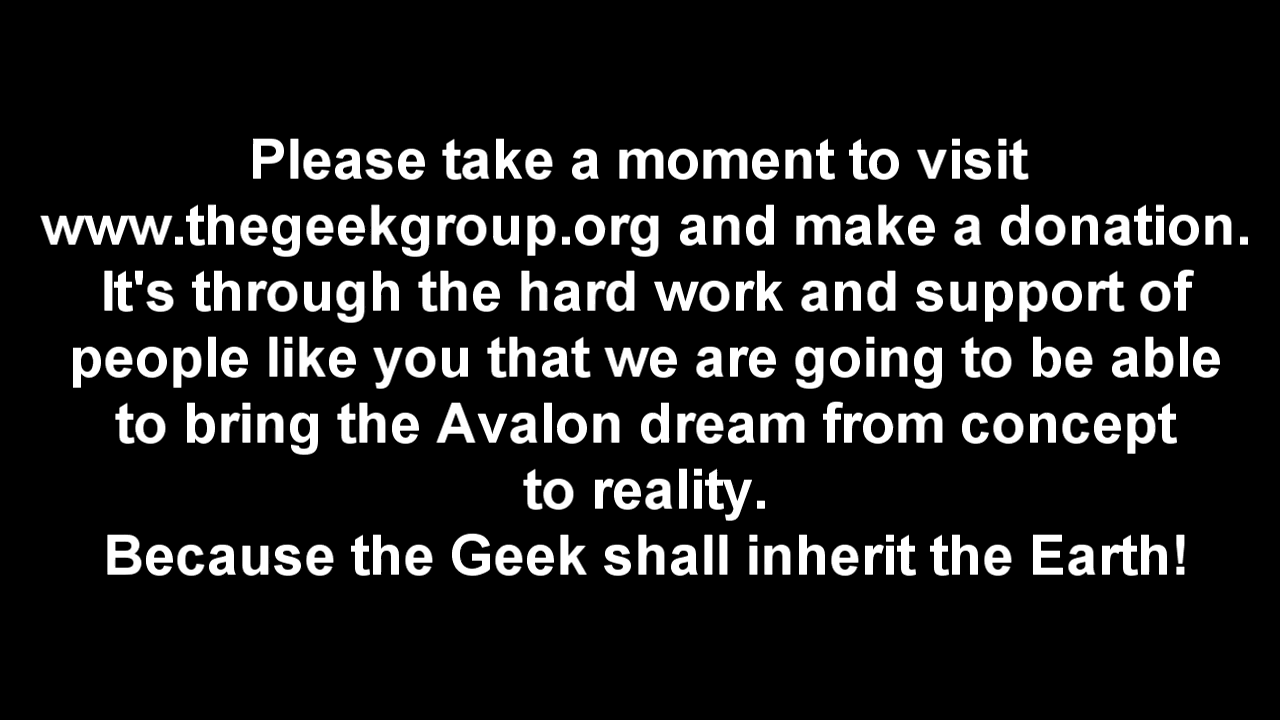 Please take a moment to visit
www.thegeekgroup.org and make a donation.
It's through the hard work and support of
people like you that we are going to be able
to bring the Avalon dream from concept
to reality.
Because the Geek shall inherit the Earth!